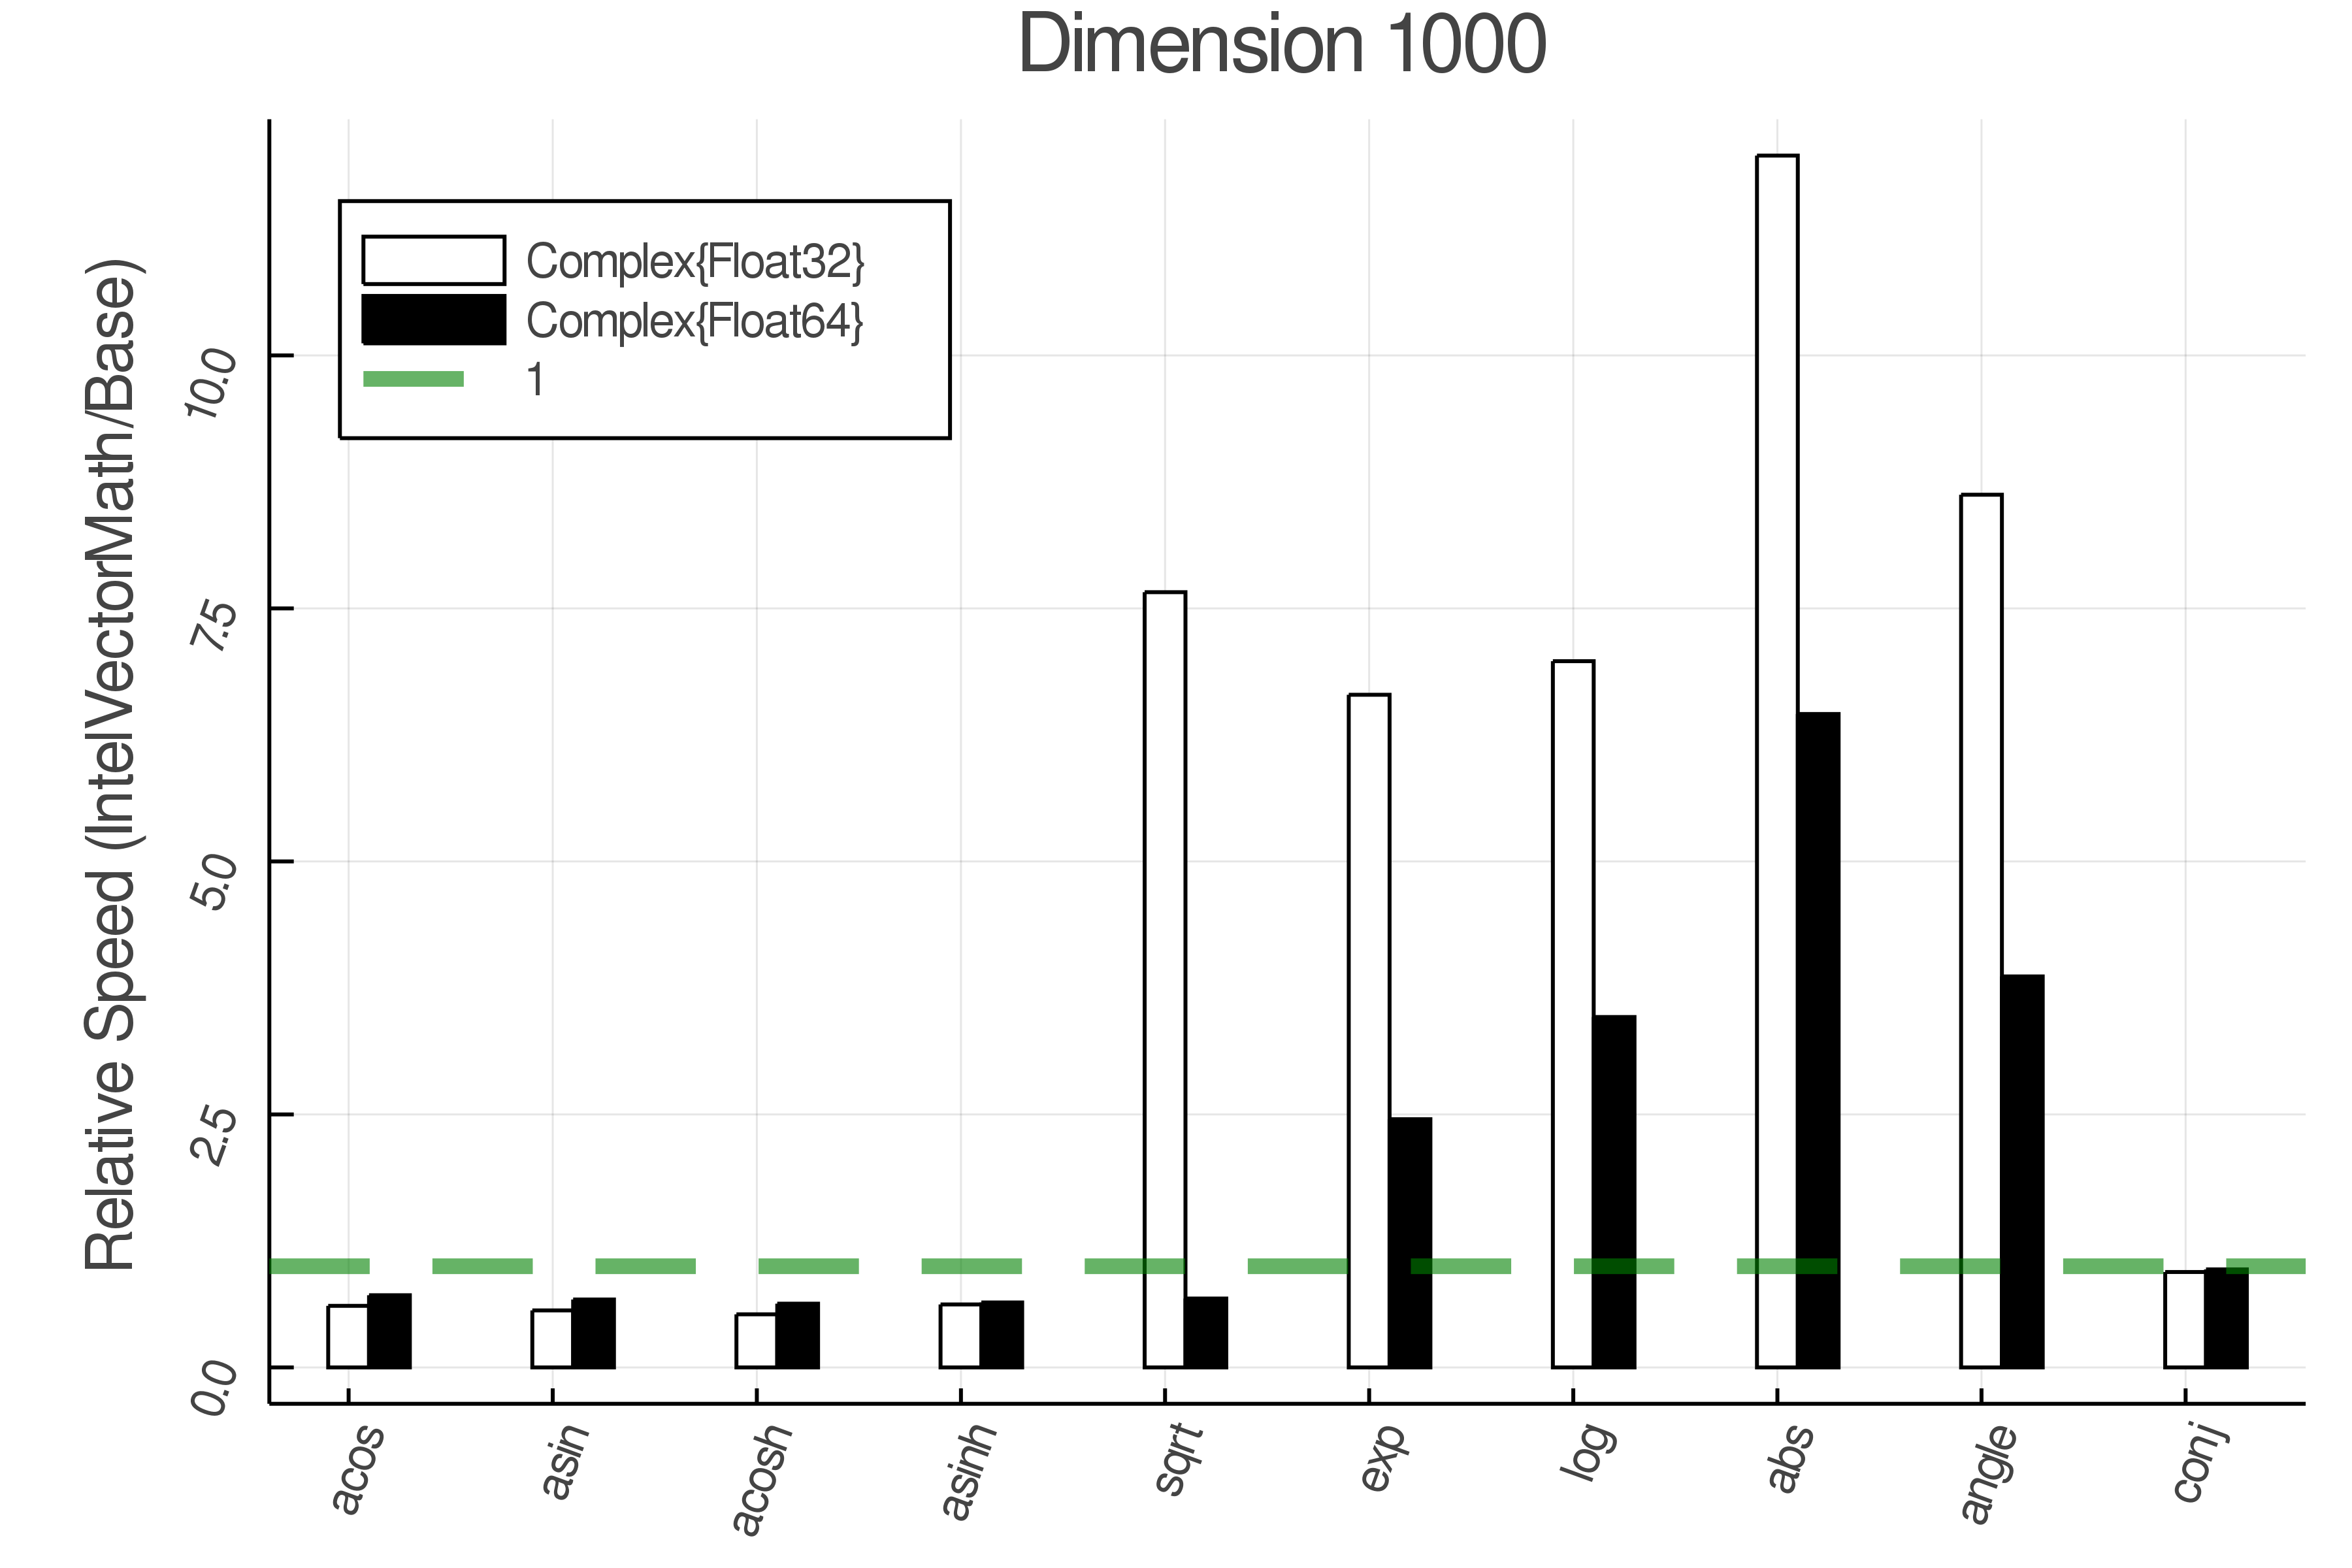 Dimension 1000
Relative Speed (IntelVectorMath/Base)
10.0
7.5
5.0
2.5
0.0
Complex{Float32}
Complex{Float64}
1
acos
asin
acosh
asinh
sqrt
exp
log
abs
angle
conj